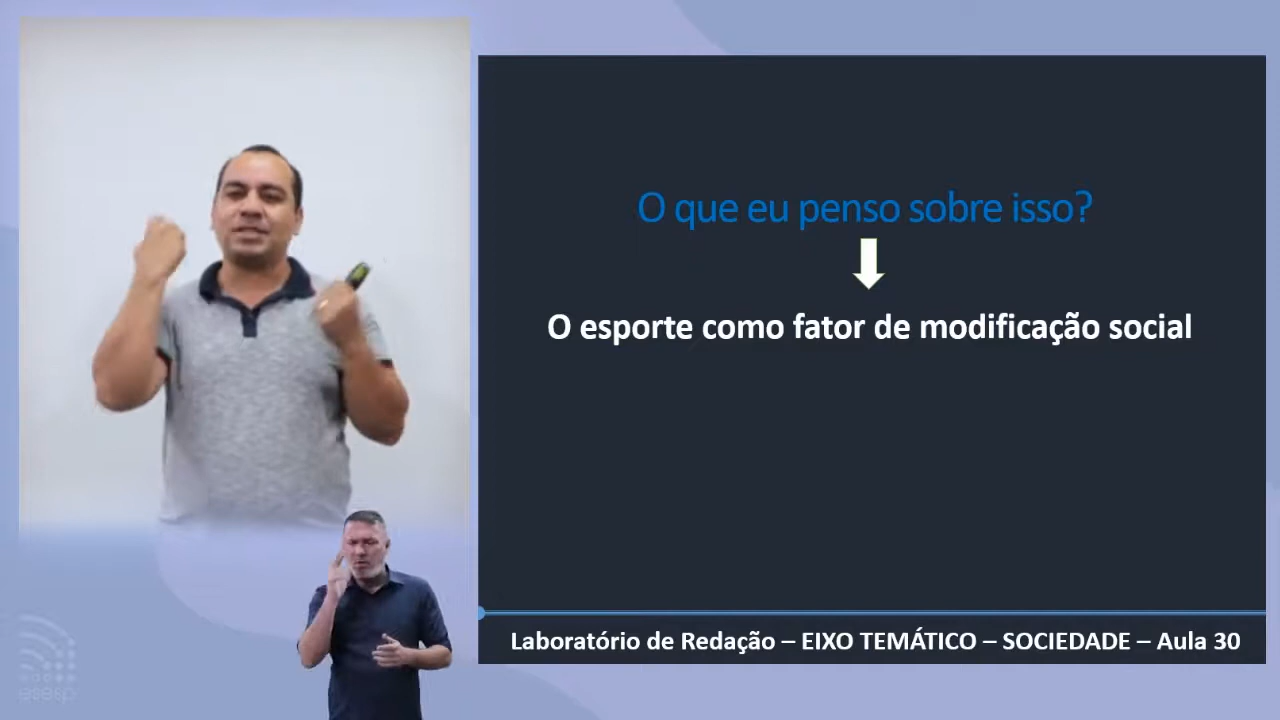 O que eu penso sobre isso?
O esporte como fator de modificação social
Laboratório de Redação – EIXO TEMÁTICO – SOCIEDADE – Aula 30
esesp